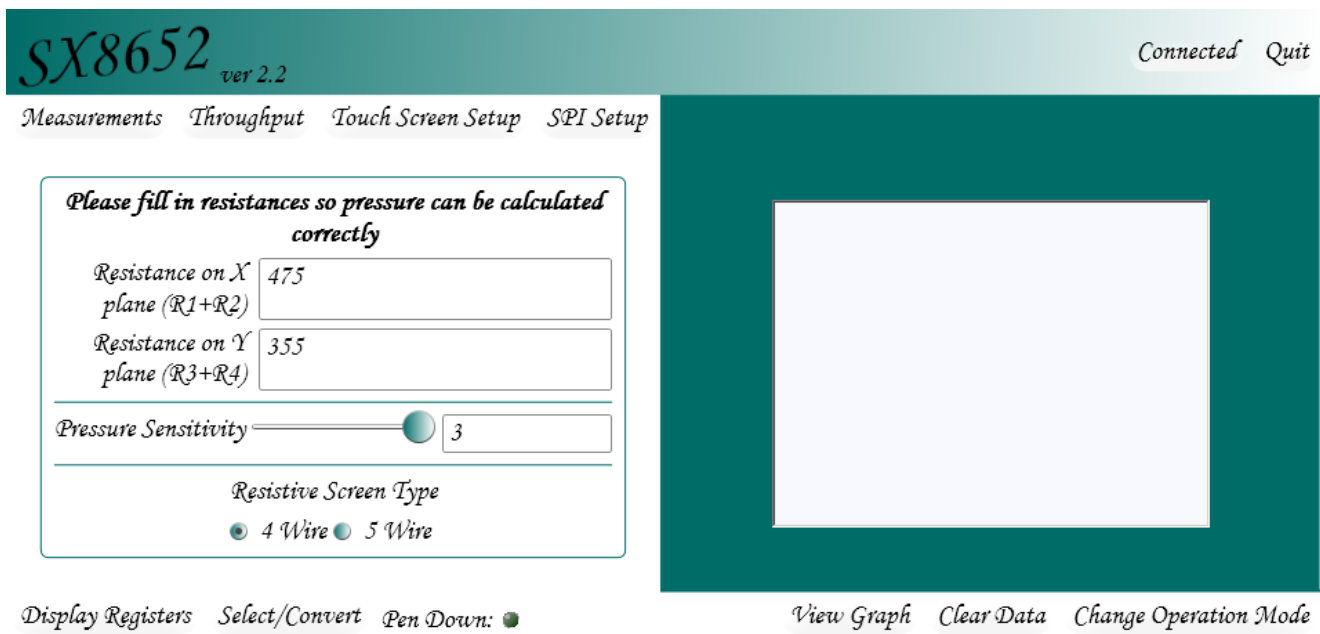 SX8652 ver 2.2
Connected Quit
Measurements Throughput Touch Screen Setup SPI Setup
Please fill in resistances so pressure can be calculated
correctly
Resistance on X
plane (R1+R2)
475
Resistance on Y
plane (R3+R4)
355
Pressure Sensitivity 3
Resistive Screen Type
4 Wire 5 Wire
Display Registers Select/Convert Pen Down:
View Graph Clear Data Change Operation Mode